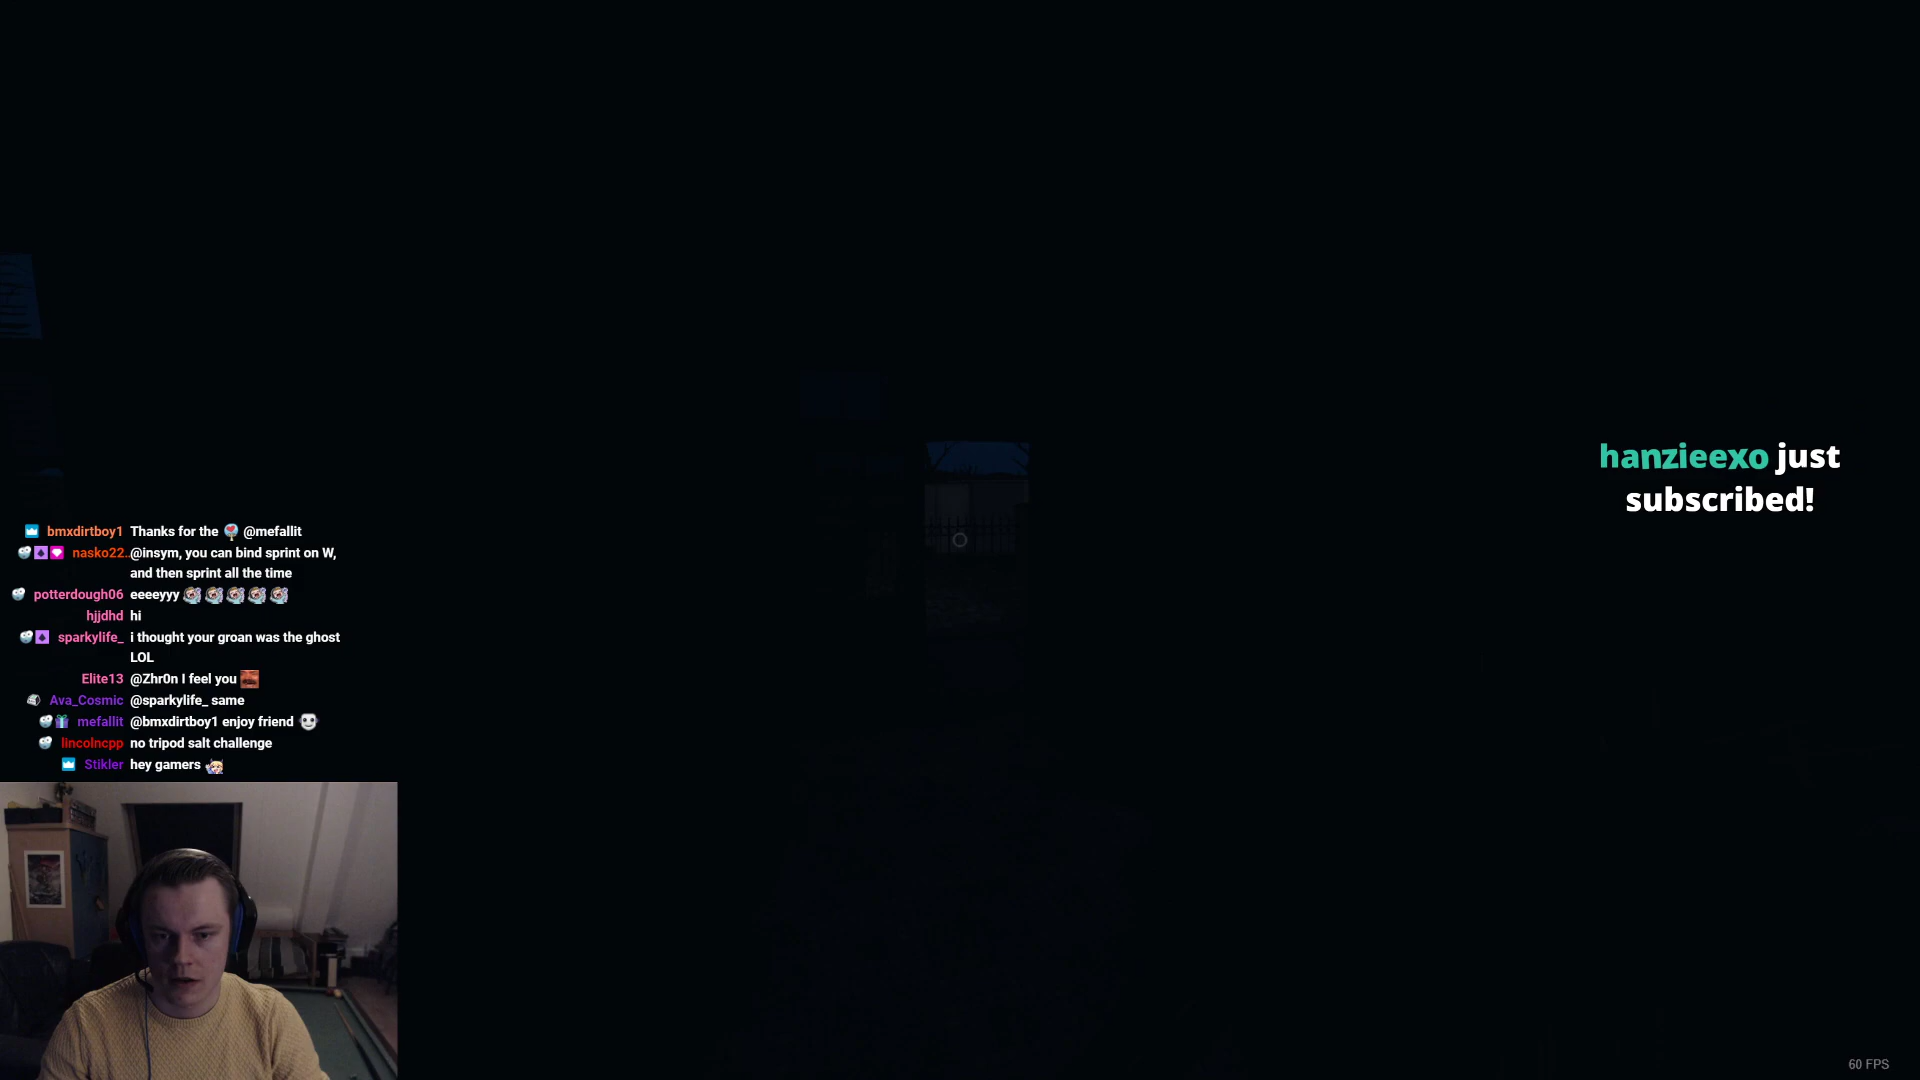 hanzieexo just
subscribed!
bmxdirtboy1 Thanks for the @mefallit
nasko22.. @insym, you can bind sprint on W,
and then sprint all the time
potterdough06 eeeeyyy
hjjdhd hi
sparkylife_ i thought your groan was the ghost
LOL
Elite13 @Zhr0n I feel you
Ava_Cosmic @sparkylife_ same
mefallit @bmxdirtboy1 enjoy friend
lincolncpp no tripod salt challenge
Stikler hey gamers
60 FPS